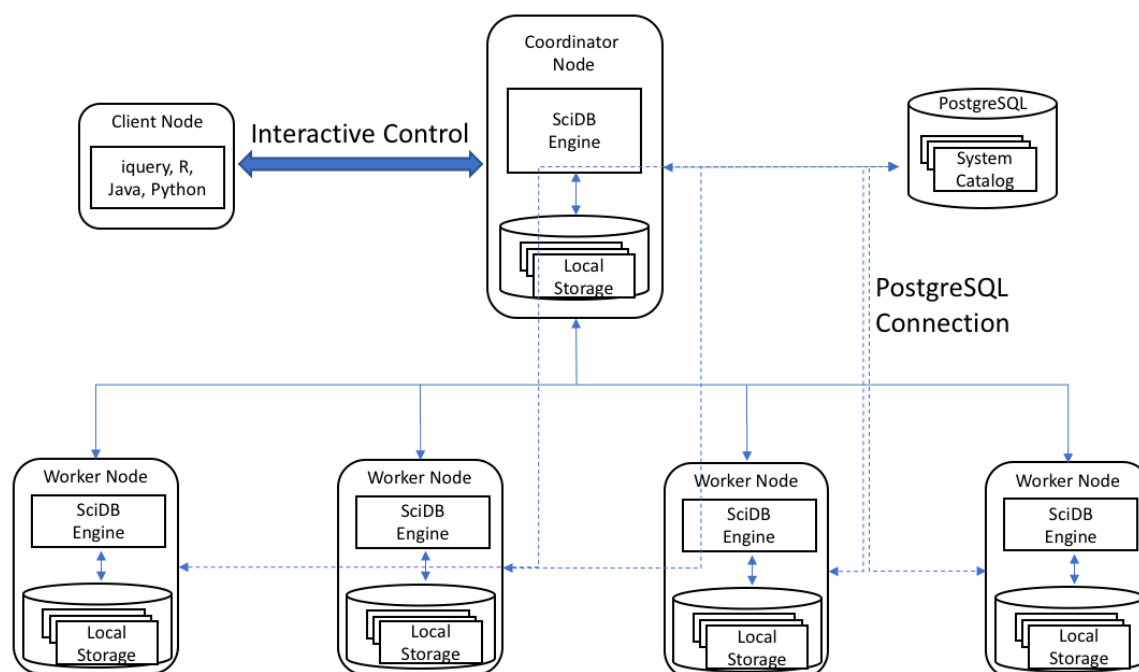 Coordinator
Node
SciDB
Engine
Local
Storage
Client Node
iquery, R,
Java, Python
Interactive Control
PostgreSQL
System
Catalog
PostgreSQL
Connection
Worker Node
SciDB
Engine
Local
Storage
Worker Node
SciDB
Engine
Local
Storage
Worker Node
SciDB
Engine
Local
Storage
Worker Node
SciDB
Engine
Local
Storage